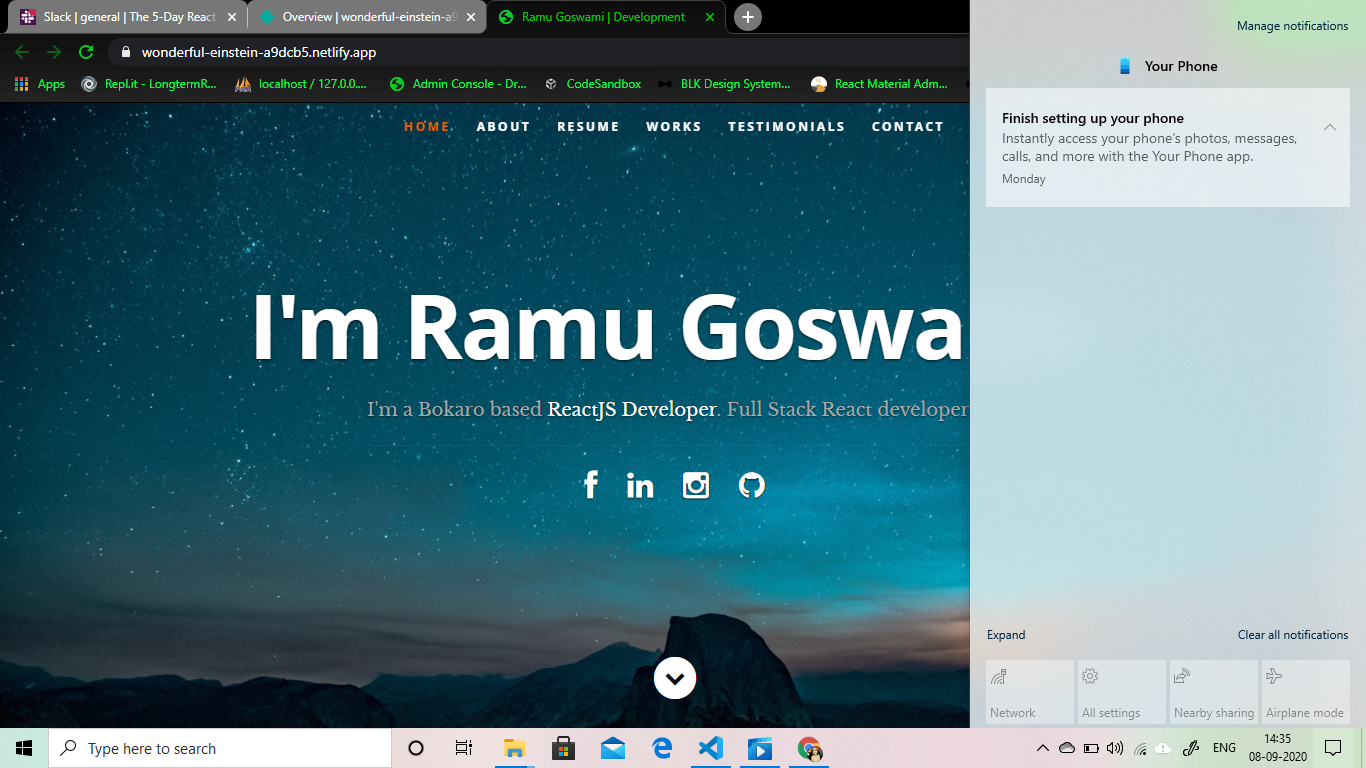 Slack | general | The 5-Day React
Overview | wonderful-einstein-a9
Ramu Goswami | Development
wonderful-einstein-a9dcb5.netlify.app
Apps
Repl.it - LongtermR...
localhost / 127.0.0....
Admin Console - Dr...
CodeSandbox
BLK Design System...
React Material Adm...
HOME ABOUT RESUME WORKS TESTIMONIALS CONTACT
I'm Ramu Goswa
I'm a Bokaro based ReactJS Developer. Full Stack React developer
Manage notifications
Your Phone
Finish setting up your phone
Instantly access your phone's photos, messages,
calls, and more with the Your Phone app.
Monday
Expand
Clear all notifications
Network
All settings
Nearby sharing
Airplane mode
Type here to search
ENG
14:35
08-09-2020